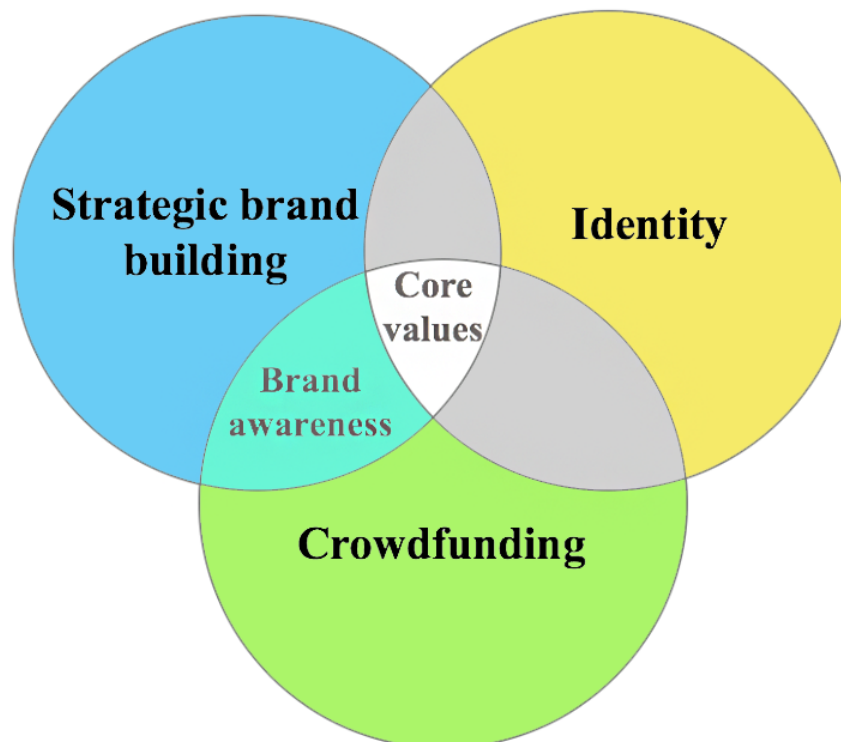 Strategic brand
building
Identity
Core
values
Brand
awareness
Crowdfunding